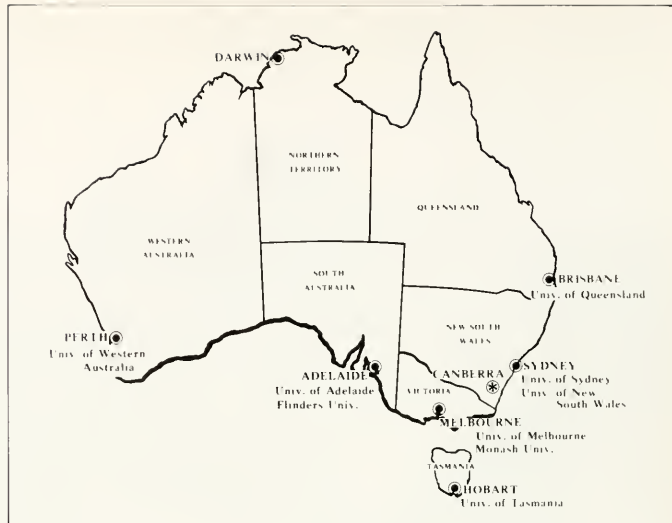 DARWIN
NORTHERN
TERRITORY
QUEENSLAND
WESTERN
AUSTRALIA
SOUTH
AUSTRALIA
BRISBANE
Univ. of Queensland
NEW SOUTH
WALES
PERTH
Univ. of Western
Australia
ADELAIDE
Univ. of Adelaide
Flinders Univ.
CANBERRA
SYDNEY
Univ. of Sydney
Univ. of New
South Wales
VICTORIA
MELBOURNE
Univ. of Melbourne
Monash Univ.
TASMANIA
HOBART
Univ. of Tasmania